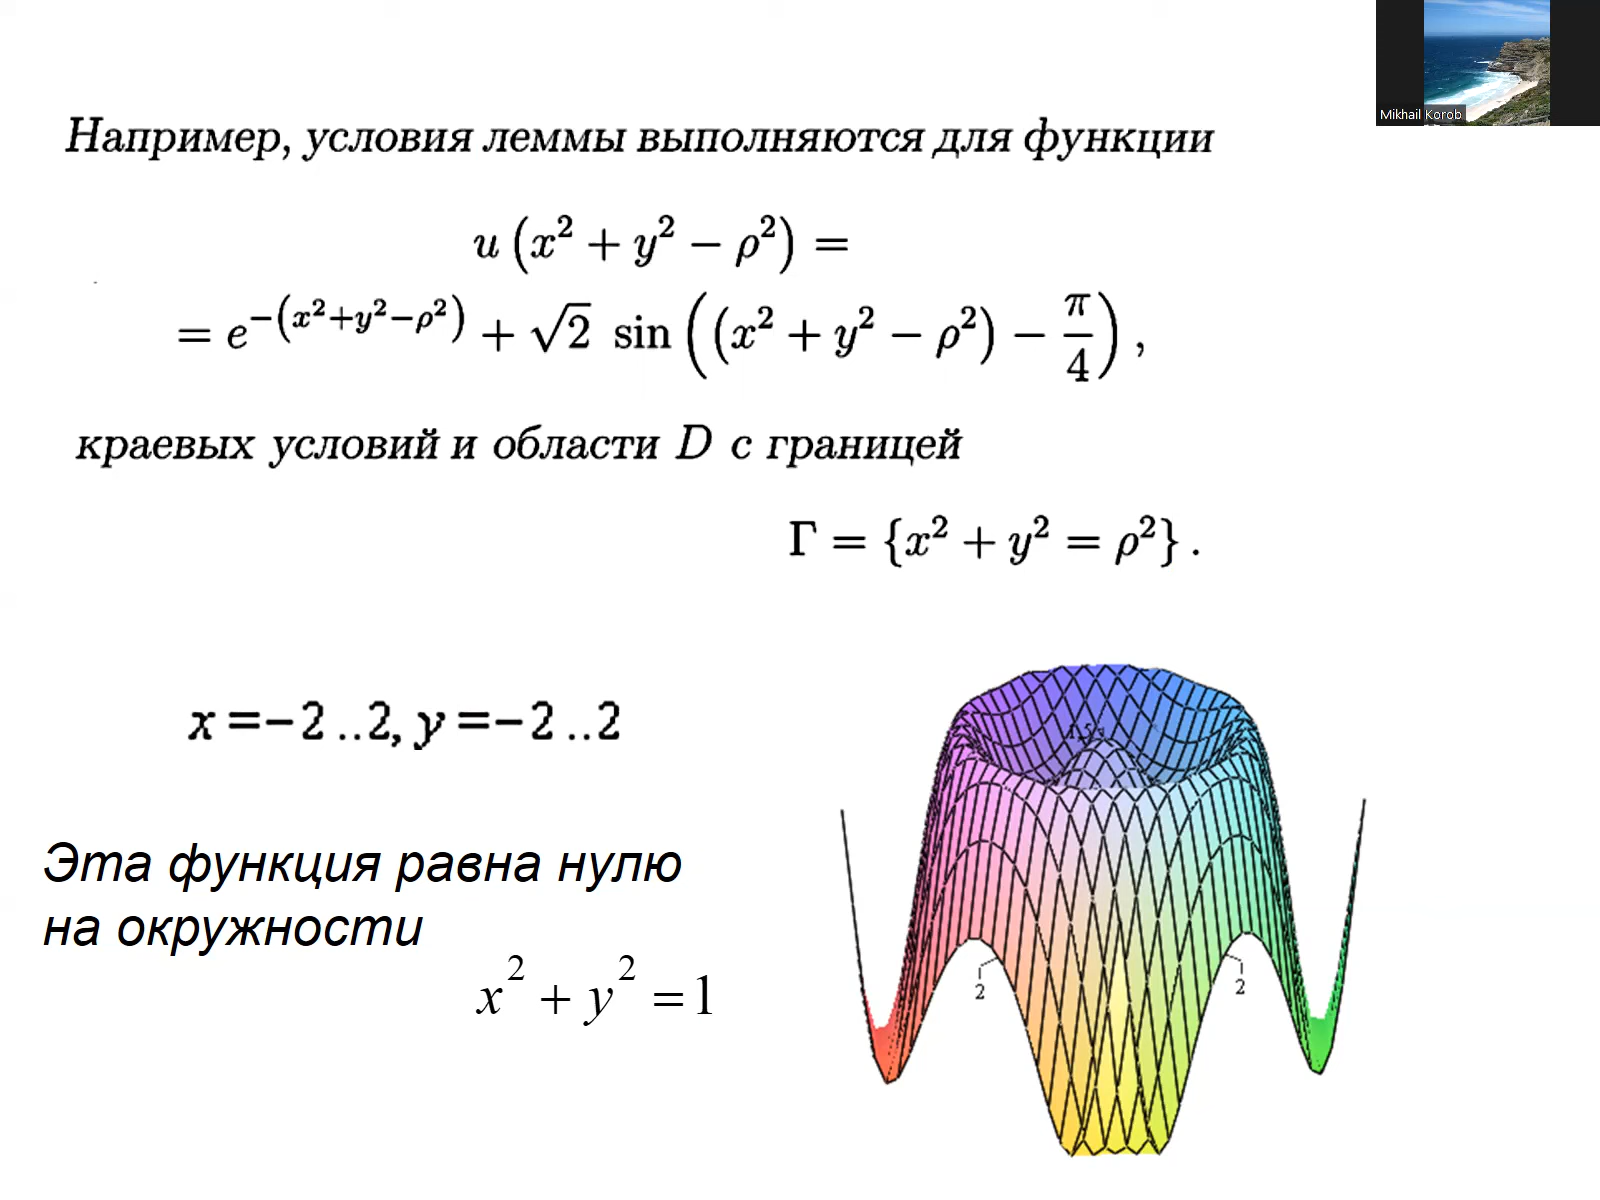 Mikhail Korob
Например, условия леммы выполняются для функции
u (x² + y² − ρ²) =
= e^{−(x²+y²−ρ²)} + √2 sin ((x² + y² − ρ²) − π/4) ,
краевых условий и области D с границей
Γ = {x² + y² = ρ²} .
x =−2 ..2, y =−2 ..2
Эта функция равна нулю
на окружности
x² + y² = 1
1,5
2
2